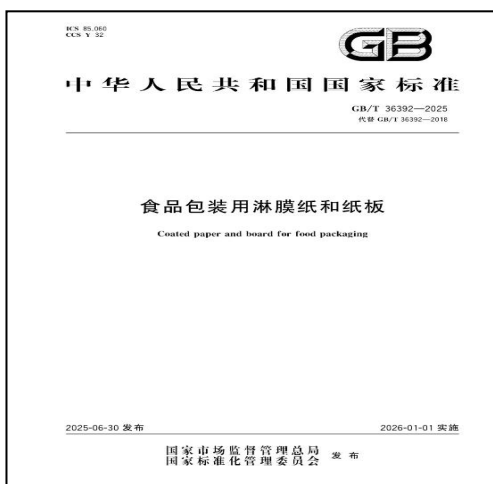 ICS 85.060
CCS Y 32
GB
中华人民共和国国家标准
GB/T 36392—2025
代替 GB/T 36392—2018
食品包装用淋膜纸和纸板
Coated paper and board for food packaging
2025-06-30 发布
2026-01-01 实施
国家市场监督管理总局
国家标准化管理委员会 发布